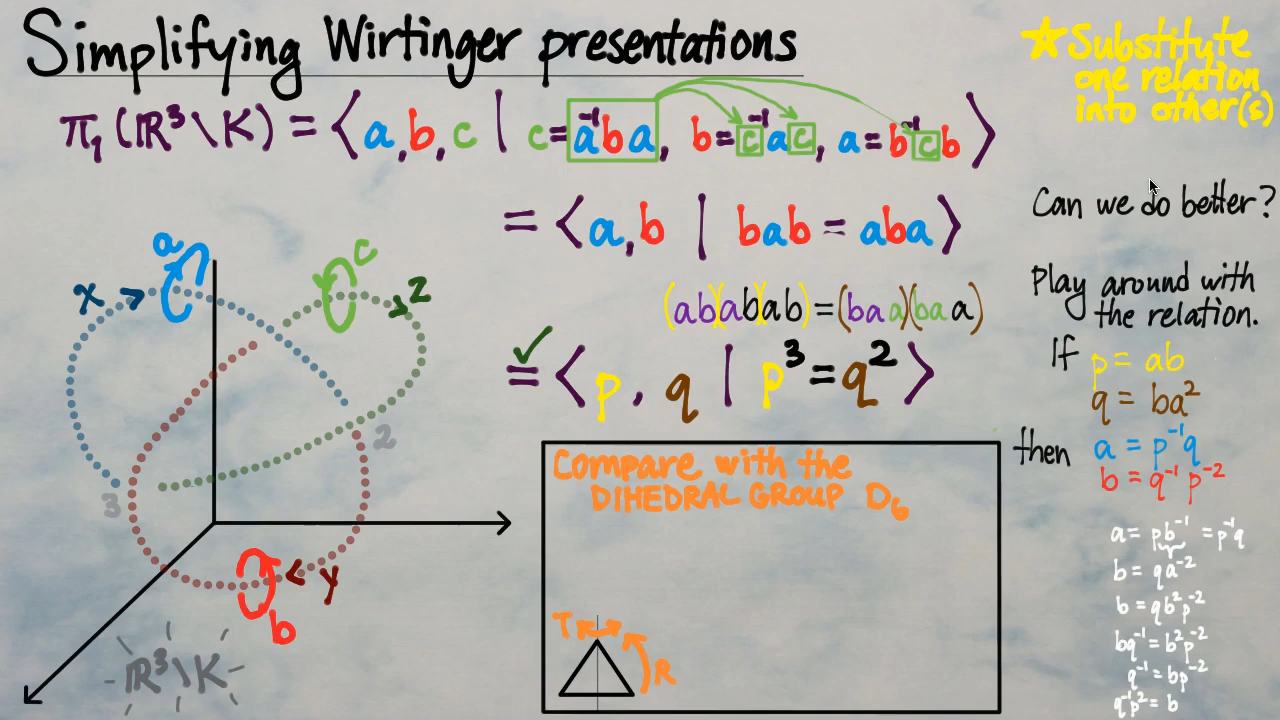 Simplifying Wirtinger presentations
π₁(ℝ³\K) = ⟨a, b, c | c=a⁻¹ba, b=c⁻¹ac, a=b⁻¹cb⟩
= ⟨a, b | bab = aba⟩
(ab)(ab)(ab)=(baa)(baa)
✓
= ⟨p, q | p³=q²⟩
★Substitute
one relation
into other(s)
Can we do better?
Play around with
the relation.
If p = ab
q = ba²
then a = p⁻¹q
b = q⁻¹p⁻²
a = pb⁻¹ = p⁻¹q
b = qa⁻²
b = qb²p⁻²
bq⁻¹ = b²p⁻²
q⁻¹ = bp⁻²
q⁻¹p² = b
a
c
x >
z
2
3
< y
b
ℝ³\K
Compare with the
DIHEDRAL GROUP D₆
T
R